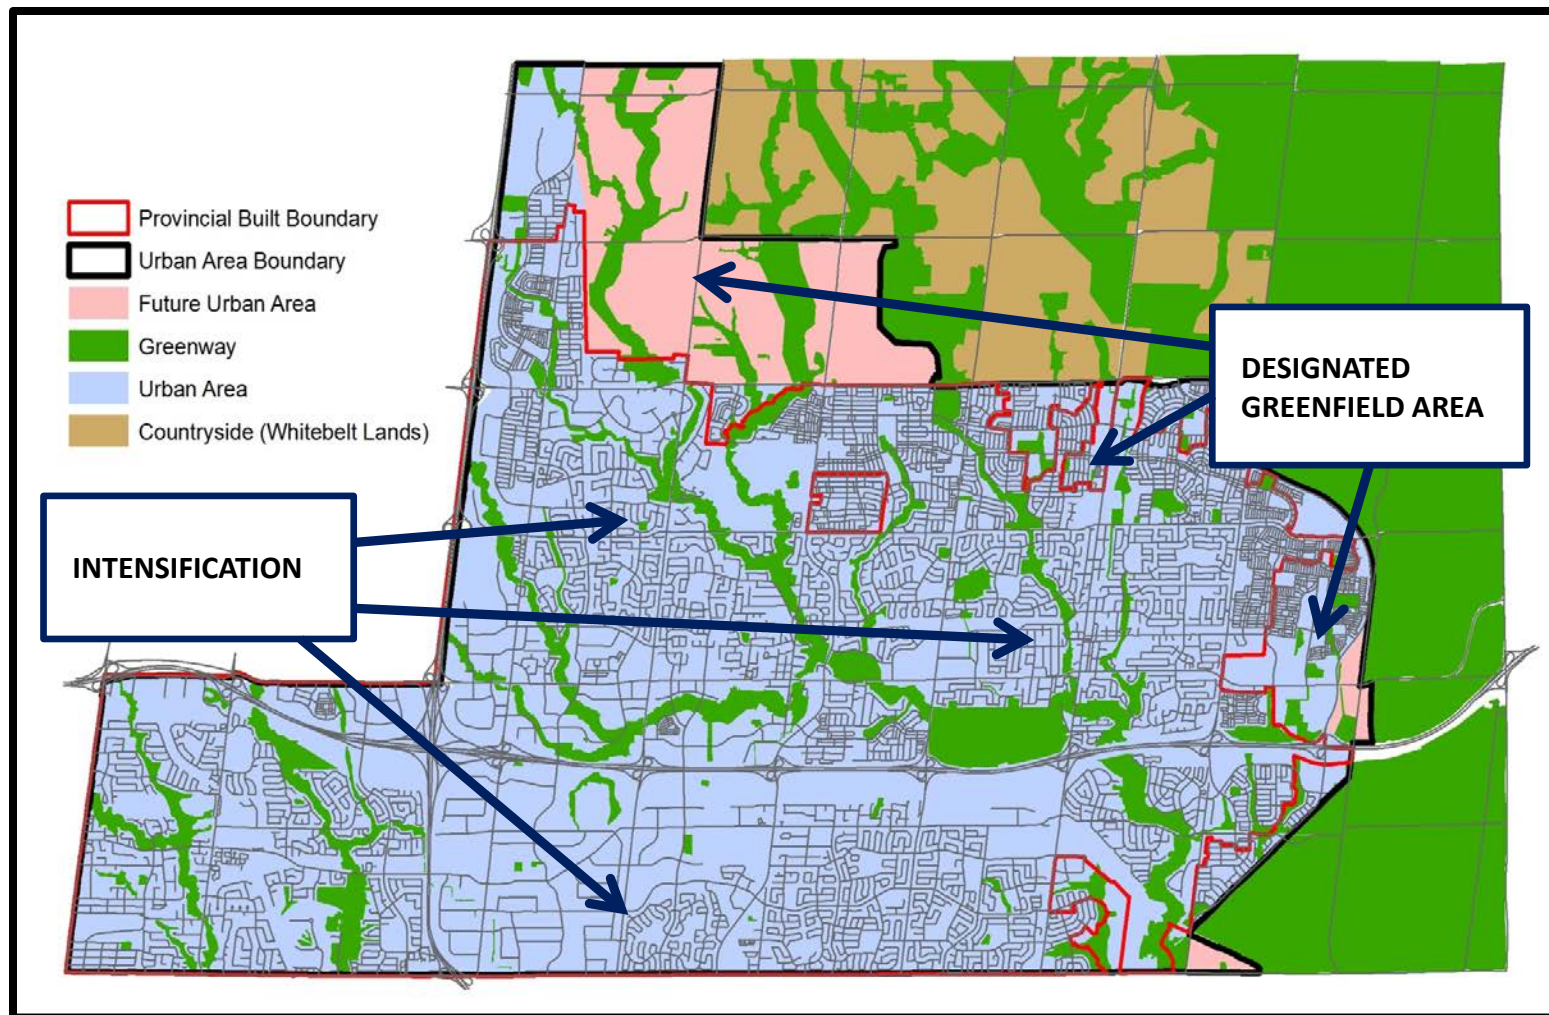 Provincial Built Boundary
Urban Area Boundary
Future Urban Area
Greenway
Urban Area
Countryside (Whitebelt Lands)
DESIGNATED
GREENFIELD AREA
INTENSIFICATION